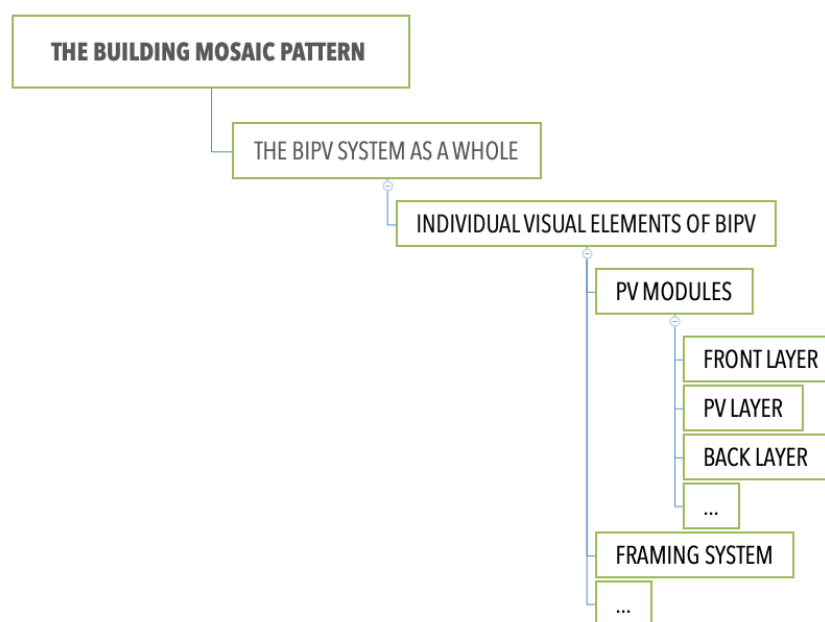 THE BUILDING MOSAIC PATTERN
THE BIPV SYSTEM AS A WHOLE
INDIVIDUAL VISUAL ELEMENTS OF BIPV
PV MODULES
FRONT LAYER
PV LAYER
BACK LAYER
...
FRAMING SYSTEM
...